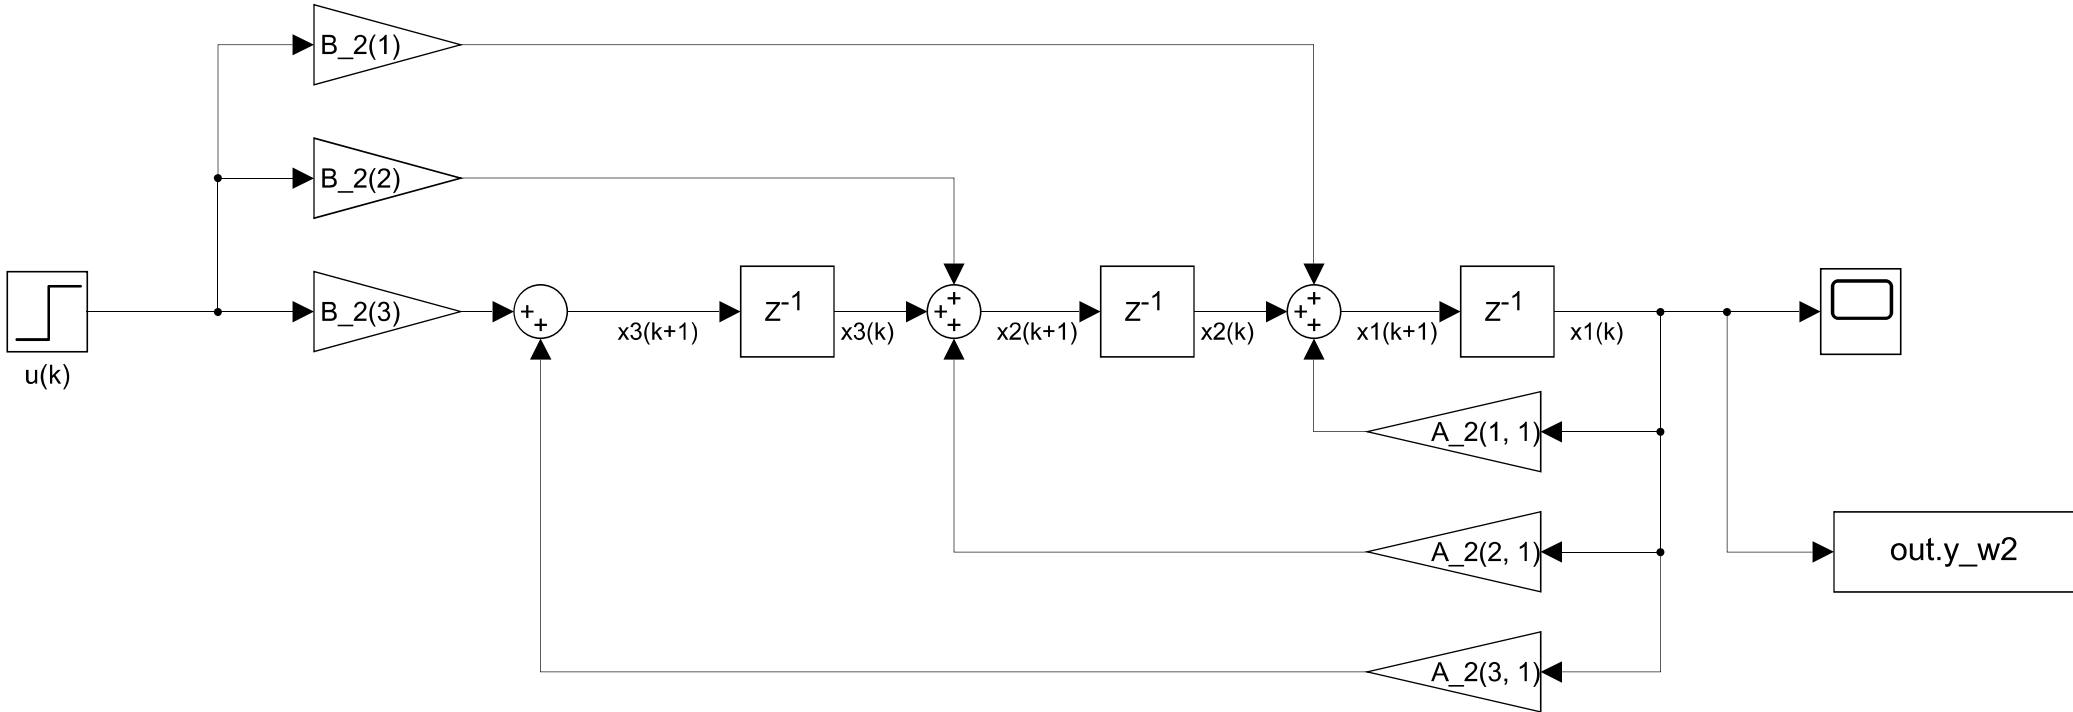 B_2(1)
B_2(2)
u(k)
B_2(3)
+
+
x3(k+1)
Z-1
x3(k)
+
+
+
x2(k+1)
Z-1
x2(k)
+
+
+
x1(k+1)
Z-1
x1(k)
A_2(1, 1)
A_2(2, 1)
out.y_w2
A_2(3, 1)